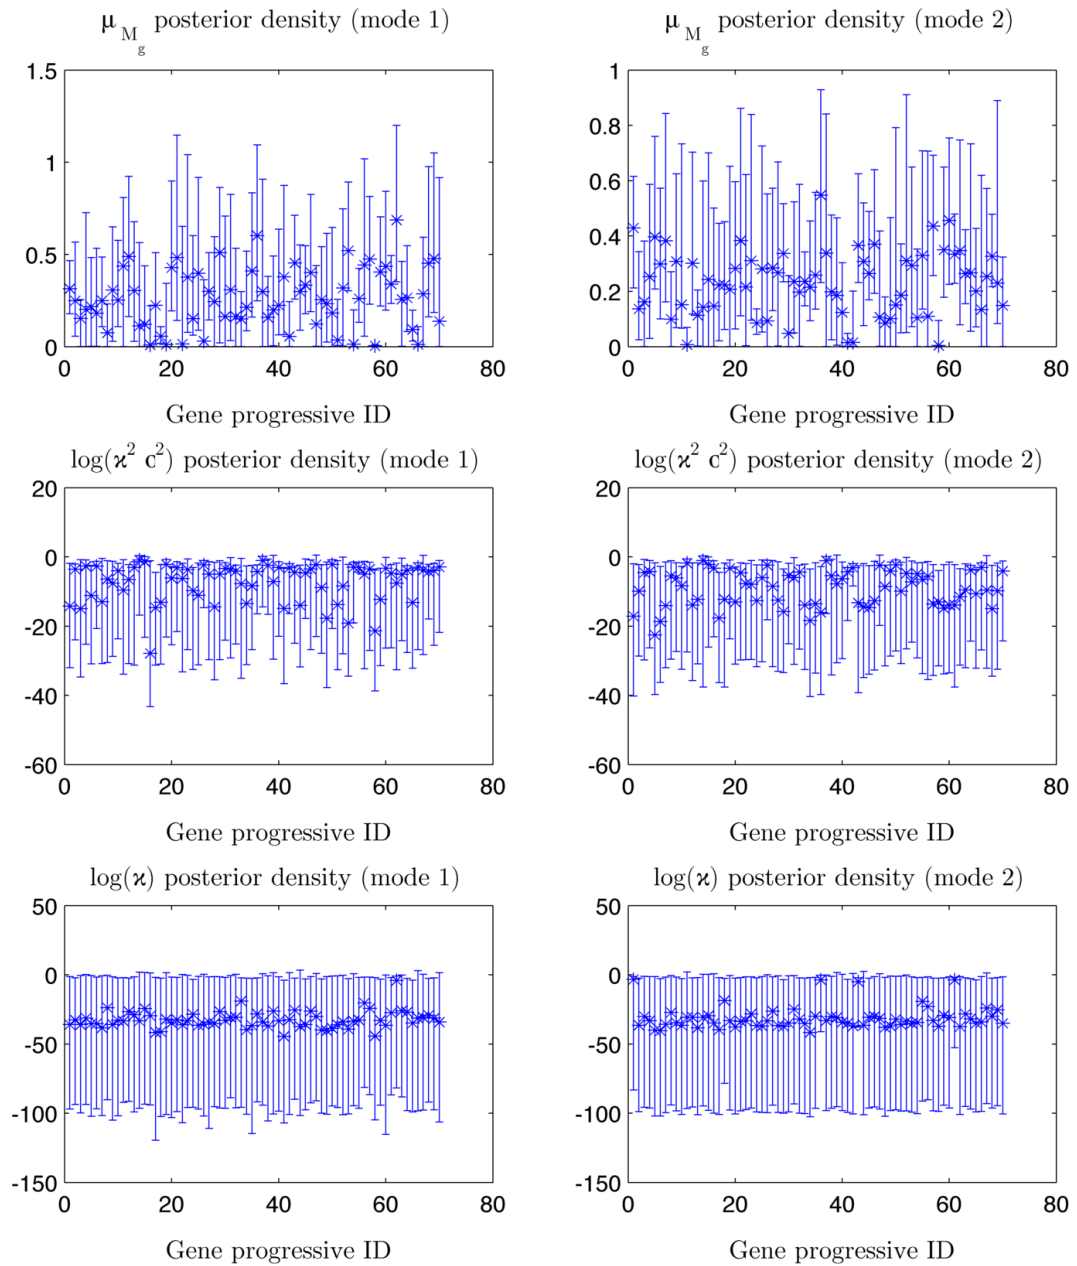 μ_{M_g} posterior density (mode 1)
1.5
1
0.5
0
0 20 40 60 80
Gene progressive ID
μ_{M_g} posterior density (mode 2)
1
0.8
0.6
0.4
0.2
0
0 20 40 60 80
Gene progressive ID
log(ϰ² c²) posterior density (mode 1)
20
0
-20
-40
-60
0 20 40 60 80
Gene progressive ID
log(ϰ² c²) posterior density (mode 2)
20
0
-20
-40
-60
0 20 40 60 80
Gene progressive ID
log(ϰ) posterior density (mode 1)
50
0
-50
-100
-150
0 20 40 60 80
Gene progressive ID
log(ϰ) posterior density (mode 2)
50
0
-50
-100
-150
0 20 40 60 80
Gene progressive ID